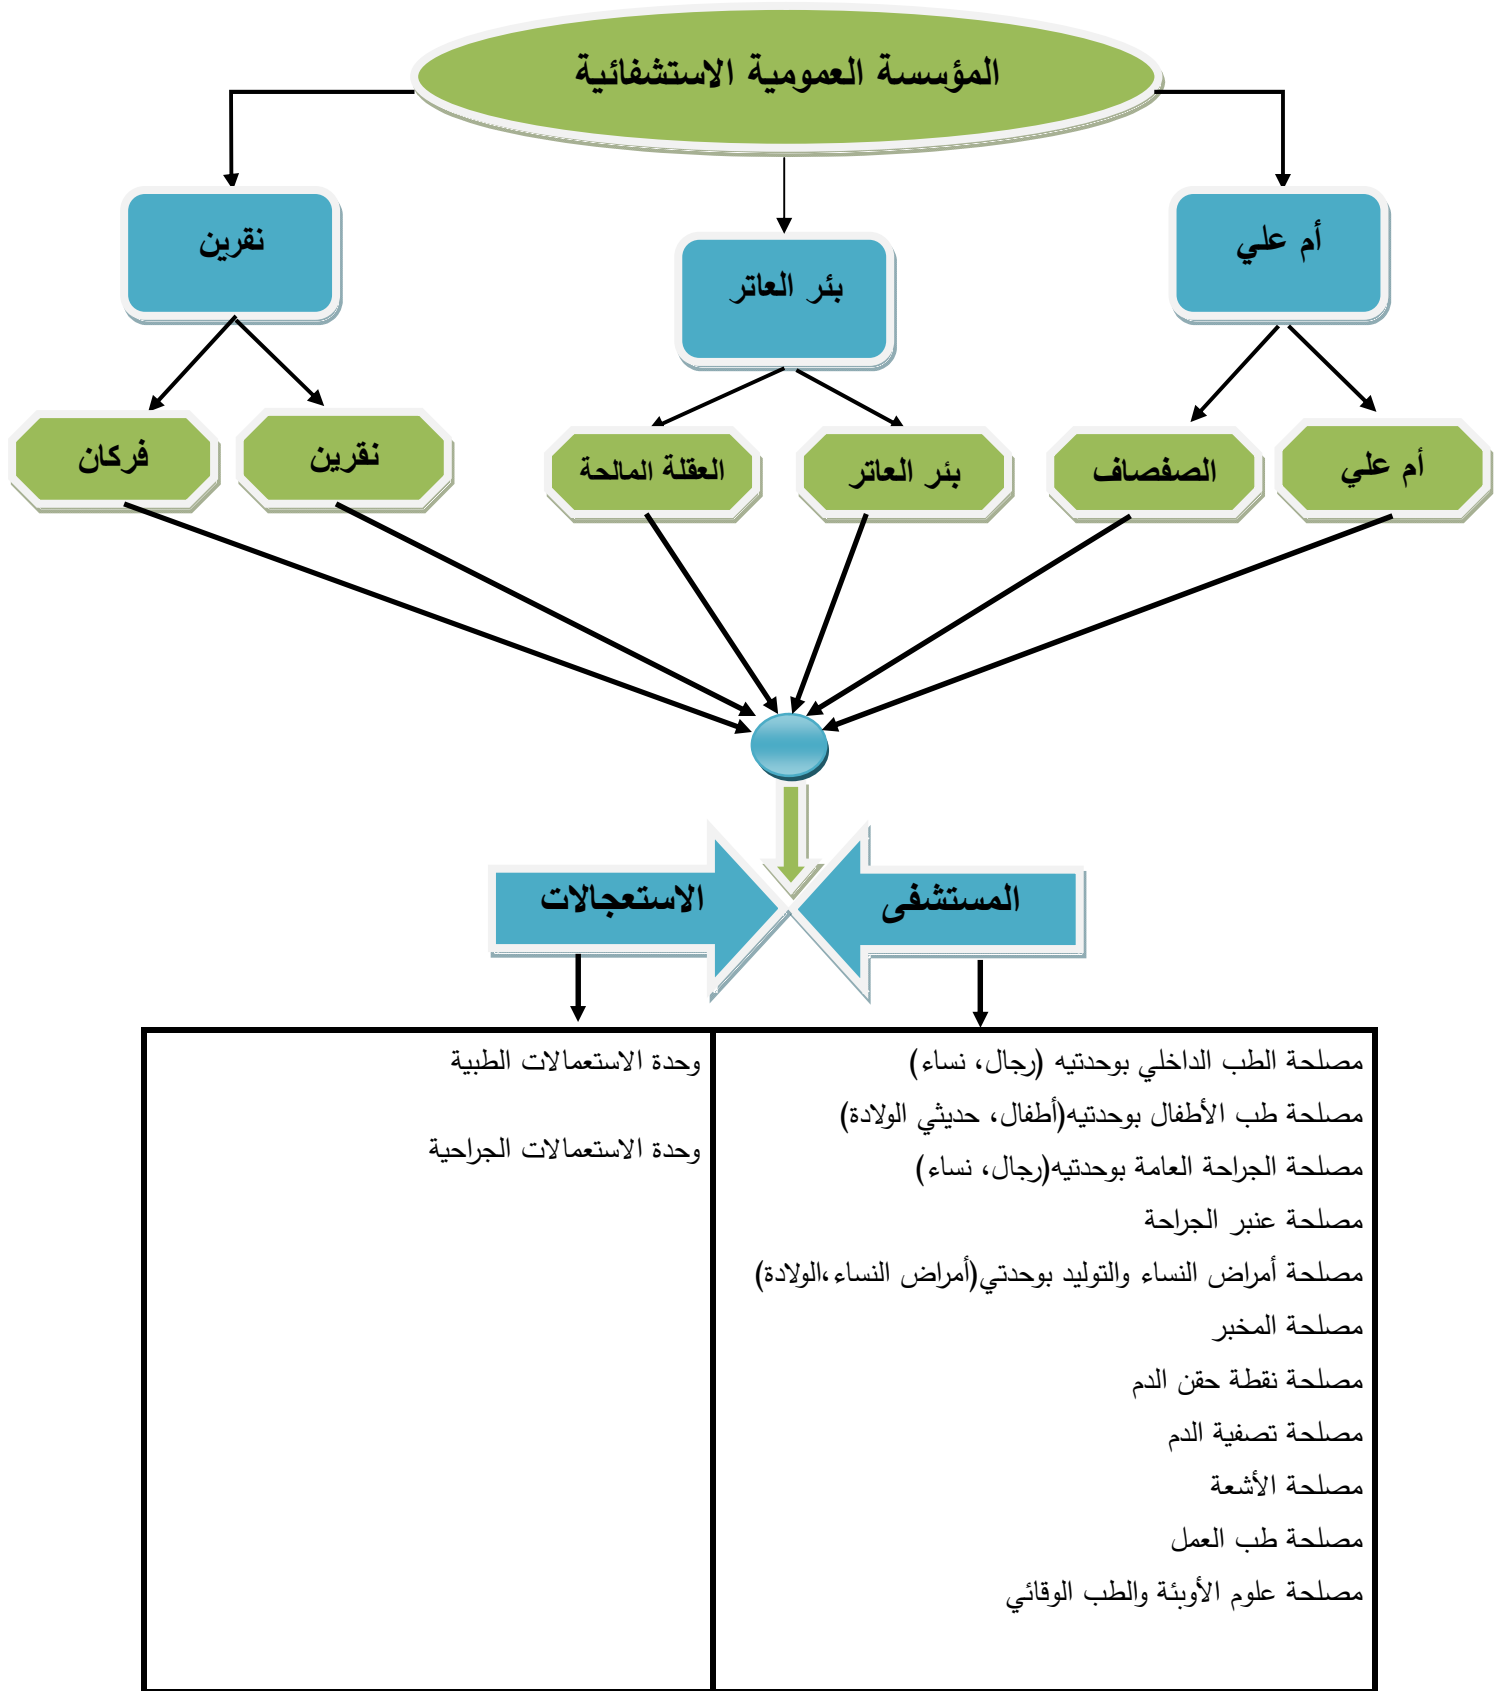 المؤسسة العمومية الاستشفائية
أم علي
بئر العاتر
نقرين
أم علي
الصفصاف
بئر العاتر
العقلة المالحة
نقرين
فركان
المستشفى
الاستعجالات
مصلحة الطب الداخلي بوحدتيه (رجال، نساء)
مصلحة طب الأطفال بوحدتيه(أطفال، حديثي الولادة)
مصلحة الجراحة العامة بوحدتيه(رجال، نساء)
مصلحة عنبر الجراحة
مصلحة أمراض النساء والتوليد بوحدتي(أمراض النساء،الولادة)
مصلحة المخبر
مصلحة نقطة حقن الدم
مصلحة تصفية الدم
مصلحة الأشعة
مصلحة طب العمل
مصلحة علوم الأوبئة والطب الوقائي
وحدة الاستعمالات الطبية
وحدة الاستعمالات الجراحية